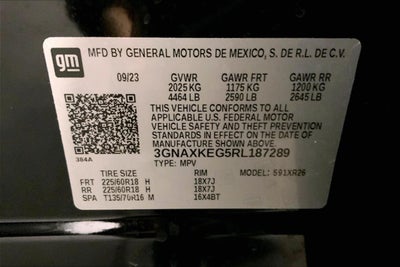 gm
MFD BY GENERAL MOTORS DE MEXICO, S. DE R.L. DE C.V.
09/23 GVWR GAWR FRT GAWR RR
2025 KG 1175 KG 1200 KG
4464 LB 2590 LB 2645 LB
THIS VEHICLE CONFORMS TO ALL
APPLICABLE U.S. FEDERAL MOTOR
VEHICLE SAFETY STANDARDS IN
EFFECT ON THE DATE OF
MANUFACTURE SHOWN ABOVE.
3GNAXKEG5RL187289
384A TYPE: MPV
MODEL: 591XR26
TIRE SIZE RIM
FRT 225/60R18 H 18X7J
RR 225/60R18 H 18X7J
SPA T135/70R16 M 16X4BT